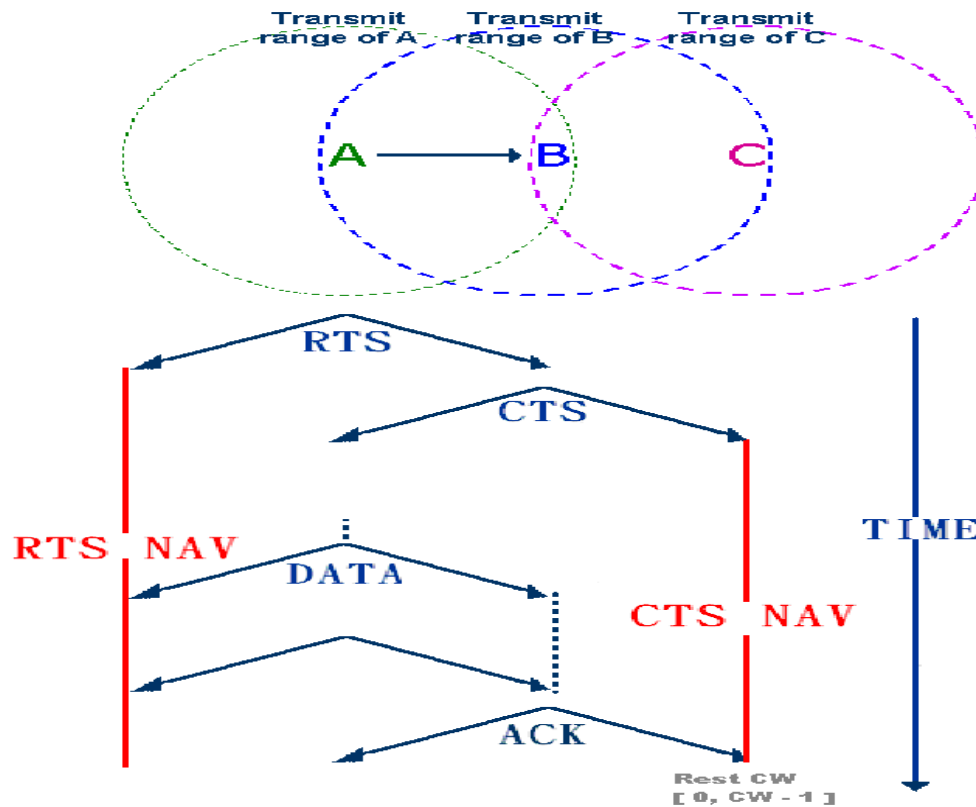 Transmit
range of A
Transmit
range of B
Transmit
range of C
A
B
C
RTS
CTS
TIME
RTS NAV
DATA
CTS NAV
ACK
Rest CW
[ 0, CW - 1 ]